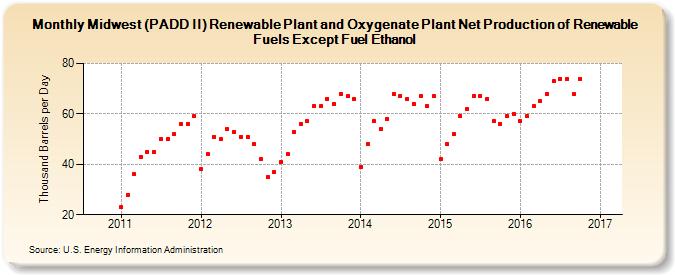 Monthly Midwest (PADD II) Renewable Plant and Oxygenate Plant Net Production of Renewable
Fuels Except Fuel Ethanol
Thousand Barrels per Day
80
60
40
20
2011 2012 2013 2014 2015 2016 2017
Source: U.S. Energy Information Administration